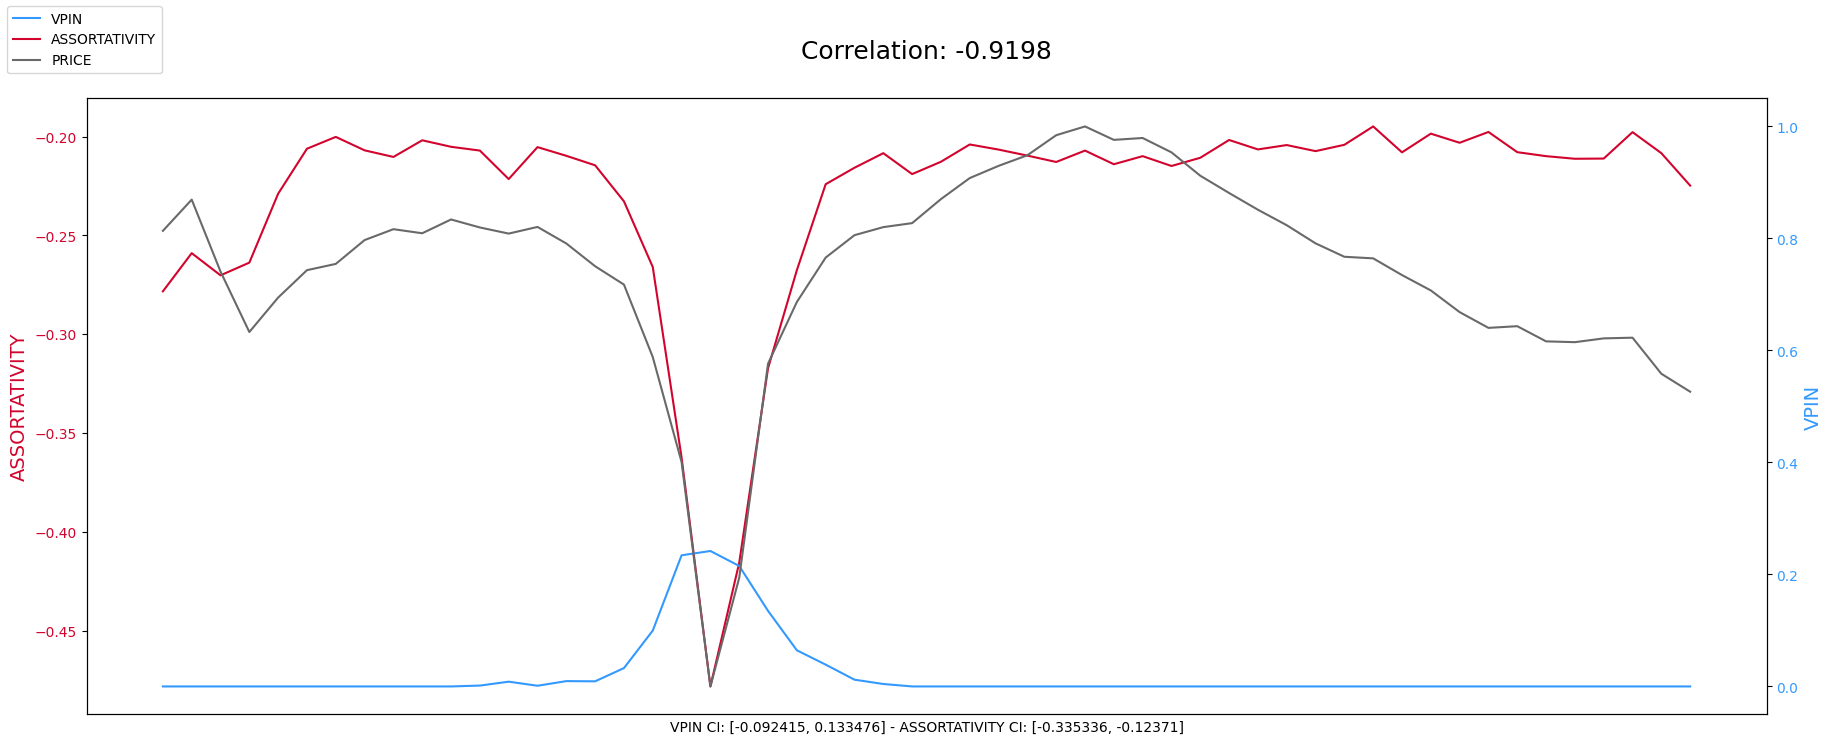 VPIN
ASSORTATIVITY
PRICE
Correlation: -0.9198
−0.20
−0.25
−0.30
−0.35
−0.40
−0.45
ASSORTATIVITY
1.0
0.8
0.6
0.4
0.2
0.0
VPIN
VPIN CI: [-0.092415, 0.133476] - ASSORTATIVITY CI: [-0.335336, -0.12371]